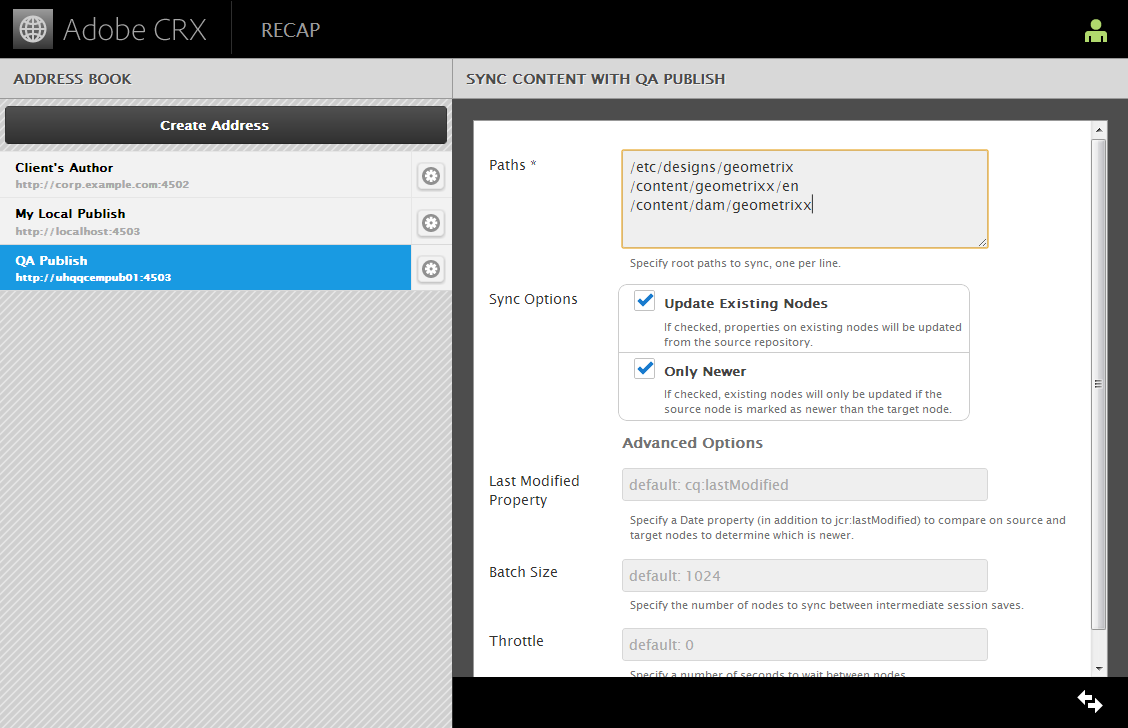 Adobe CRX
RECAP
ADDRESS BOOK
Create Address
Client's Author
http://corp.example.com:4502
My Local Publish
http://localhost:4503
QA Publish
http://uhqqcempub01:4503
SYNC CONTENT WITH QA PUBLISH
Paths *
/etc/designs/geometrix
/content/geometrixx/en
/content/dam/geometrixx
Specify root paths to sync, one per line.
Sync Options
Update Existing Nodes
If checked, properties on existing nodes will be updated
from the source repository.
Only Newer
If checked, existing nodes will only be updated if the
source node is marked as newer than the target node.
Advanced Options
Last Modified
Property
default: cq:lastModified
Specify a Date property (in addition to jcr:lastModified) to compare on source and
target nodes to determine which is newer.
Batch Size
default: 1024
Specify the number of nodes to sync between intermediate session saves.
Throttle
default: 0
Specify a number of seconds to wait between nodes